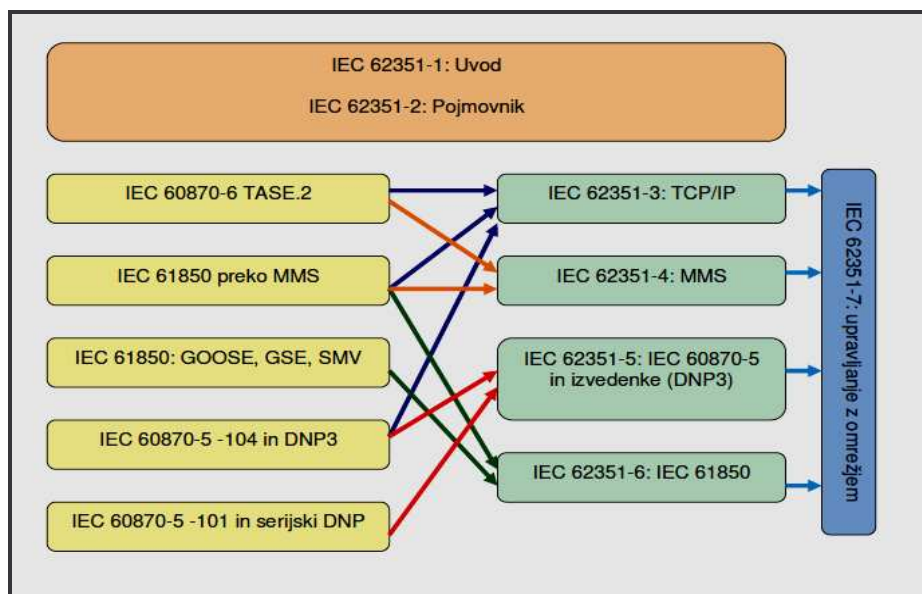 IEC 62351-1: Uvod
IEC 62351-2: Pojmovnik
IEC 60870-6 TASE.2
IEC 61850 preko MMS
IEC 61850: GOOSE, GSE, SMV
IEC 60870-5 -104 in DNP3
IEC 60870-5 -101 in serijski DNP
IEC 62351-3: TCP/IP
IEC 62351-4: MMS
IEC 62351-5: IEC 60870-5
in izvedenke (DNP3)
IEC 62351-6: IEC 61850
IEC 62351-7: upravljanje z omrežjem